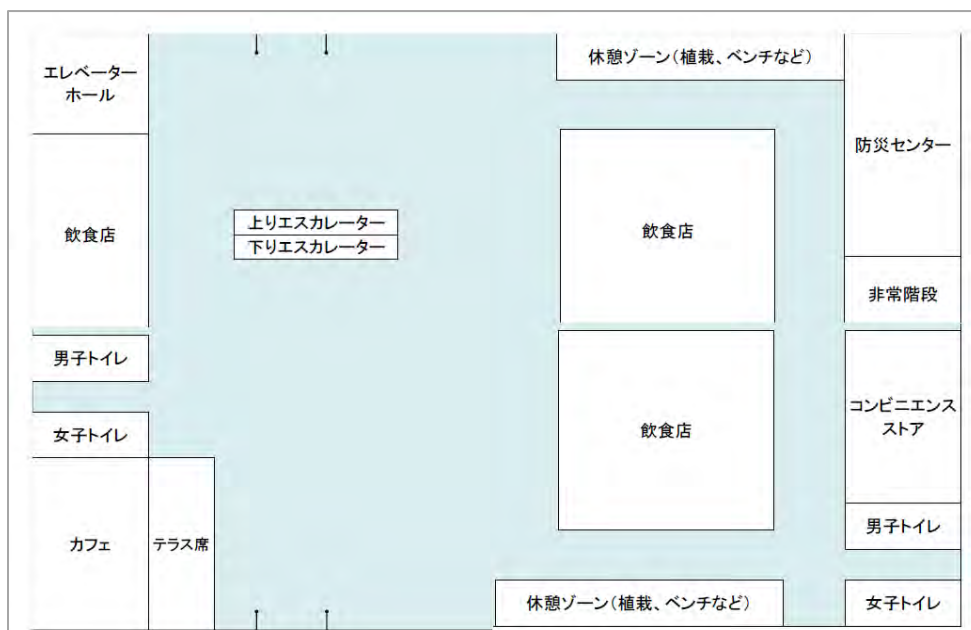 エレベーター
ホール
休憩ゾーン（植栽、ベンチなど）
防災センター
飲食店
上りエスカレーター
下りエスカレーター
飲食店
非常階段
男子トイレ
女子トイレ
飲食店
コンビニエンス
ストア
カフェ
テラス席
男子トイレ
休憩ゾーン（植栽、ベンチなど）
女子トイレ